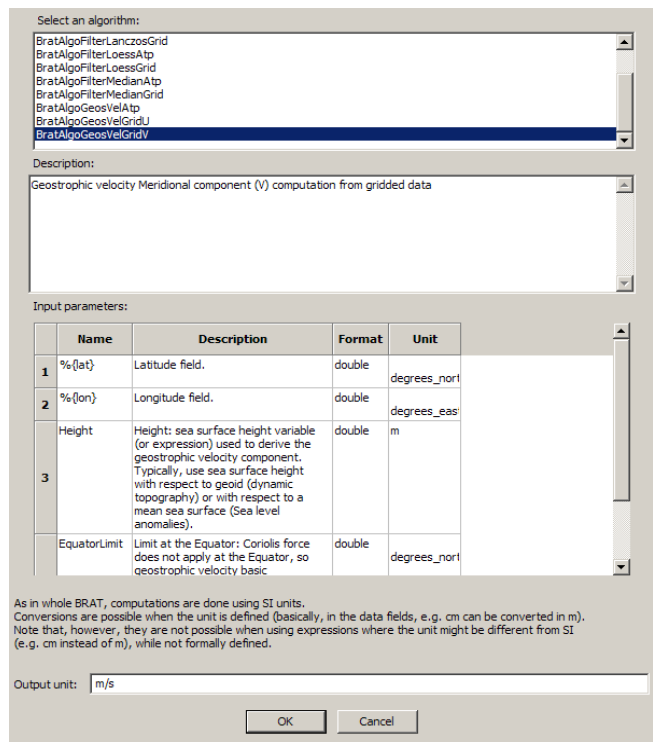 Select an algorithm:
BratAlgoFilterLanczosGrid
BratAlgoFilterLoessAtp
BratAlgoFilterLoessGrid
BratAlgoFilterMedianAtp
BratAlgoFilterMedianGrid
BratAlgoGeosVelAtp
BratAlgoGeosVelGridU
BratAlgoGeosVelGridV
Description:
Geostrophic velocity Meridional component (V) computation from gridded data
Input parameters:
Name Description Format Unit
1 %{lat} Latitude field. double degrees_nort
2 %{lon} Longitude field. double degrees_east
Height Height: sea surface height variable double m
(or expression) used to derive the
geostrophic velocity component.
Typically, use sea surface height
3 with respect to geoid (dynamic
topography) or with respect to a
mean sea surface (Sea level
anomalies).
EquatorLimit Limit at the Equator: Coriolis force double
does not apply at the Equator, so degrees_nort
geostrophic velocity basic
As in whole BRAT, computations are done using SI units.
Conversions are possible when the unit is defined (basically, in the data fields, e.g. cm can be converted in m).
Note that, however, they are not possible when using expressions where the unit might be different from SI
(e.g. cm instead of m), while not formally defined.
Output unit: m/s
OK Cancel